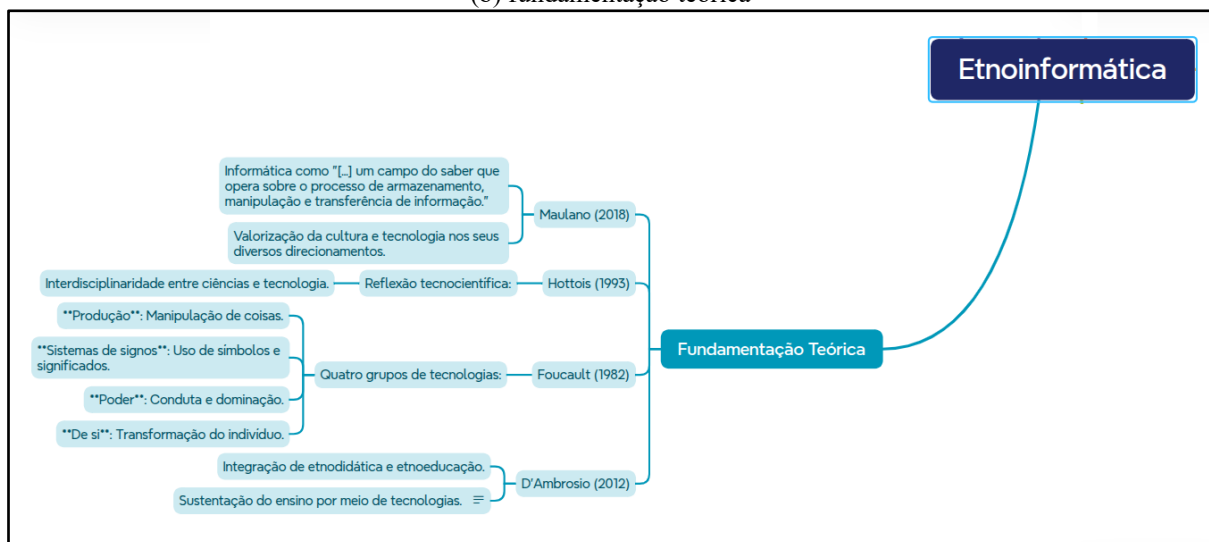 (b) fundamentação teórica
Etnoinformática
Informática como "[...] um campo do saber que
opera sobre o processo de armazenamento,
manipulação e transferência de informação."
Maulano (2018)
Valorização da cultura e tecnologia nos seus
diversos direcionamentos.
Interdisciplinaridade entre ciências e tecnologia.
Reflexão tecnocientífica:
Hottois (1993)
Fundamentação Teórica
**Produção**: Manipulação de coisas.
**Sistemas de signos**: Uso de símbolos e
significados.
Quatro grupos de tecnologias:
Foucault (1982)
**Poder**: Conduta e dominação.
**De si**: Transformação do indivíduo.
Integração de etnodidática e etnoeducação.
D'Ambrosio (2012)
Sustentação do ensino por meio de tecnologias.